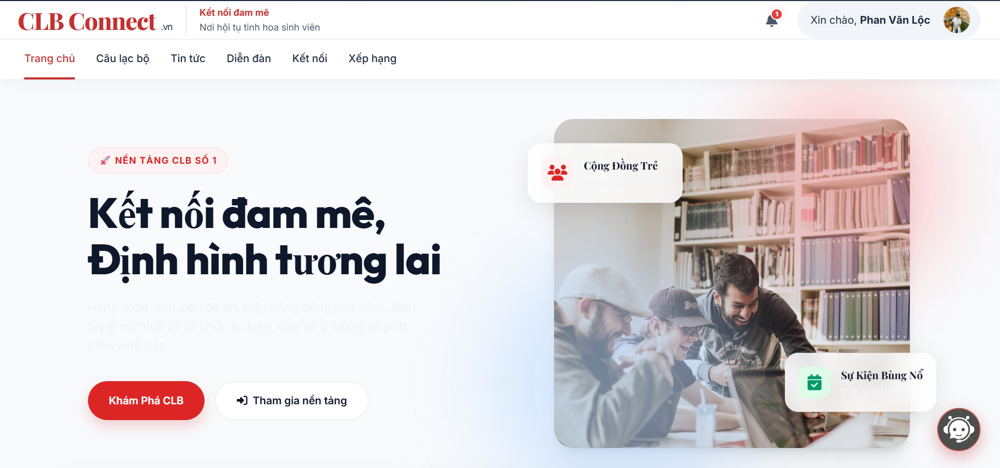 CLB Connect .vn
Kết nối đam mê
Nơi hội tụ tinh hoa sinh viên
1
Xin chào, Phan Văn Lộc
Trang chủ
Câu lạc bộ
Tin tức
Diễn đàn
Kết nối
Xếp hạng
🚀 NỀN TẢNG CLB SỐ 1
Kết nối đam mê,
Định hình tương lai
Hàng ngàn sinh viên đã tìm thấy cộng đồng của mình. Nơi
tuyệt vời nhất để tổ chức sự kiện, chia sẻ ý tưởng và phát
triển vượt bậc.
Khám Phá CLB
Tham gia nền tảng
Cộng Đồng Trẻ
Sự Kiện Bùng Nổ
Diễn ra mỗi